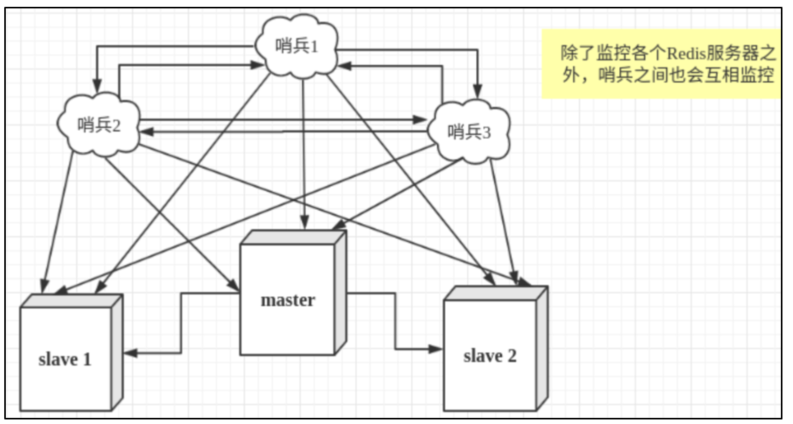 哨兵1
除了监控各个Redis服务器之
外，哨兵之间也会互相监控
哨兵2
哨兵3
master
slave 1
slave 2